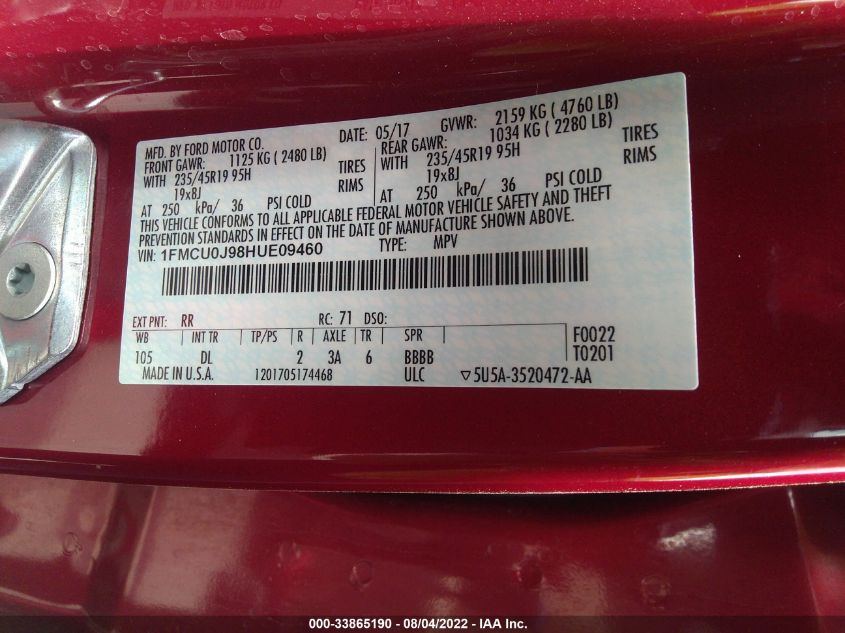 MFD. BY FORD MOTOR CO. DATE: 05/17 GVWR: 2159 KG ( 4760 LB)
FRONT GAWR: 1125 KG ( 2480 LB) REAR GAWR: 1034 KG ( 2280 LB)
WITH 235/45R19 95H TIRES WITH 235/45R19 95H TIRES
19x8J RIMS 19x8J RIMS
AT 250 kPa/ 36 PSI COLD AT 250 kPa/ 36 PSI COLD
THIS VEHICLE CONFORMS TO ALL APPLICABLE FEDERAL MOTOR VEHICLE SAFETY AND THEFT
PREVENTION STANDARDS IN EFFECT ON THE DATE OF MANUFACTURE SHOWN ABOVE.
VIN: 1FMCU0J98HUE09460 TYPE: MPV
EXT PNT: RR RC: 71 DSO:
WB INT TR TP/PS R AXLE TR SPR F0022
105 DL 2 3A 6 BBBB T0201
MADE IN U.S.A. 1201705174468 ULC ▽5U5A-3520472-AA
000-33865190 - 08/04/2022 - IAA Inc.